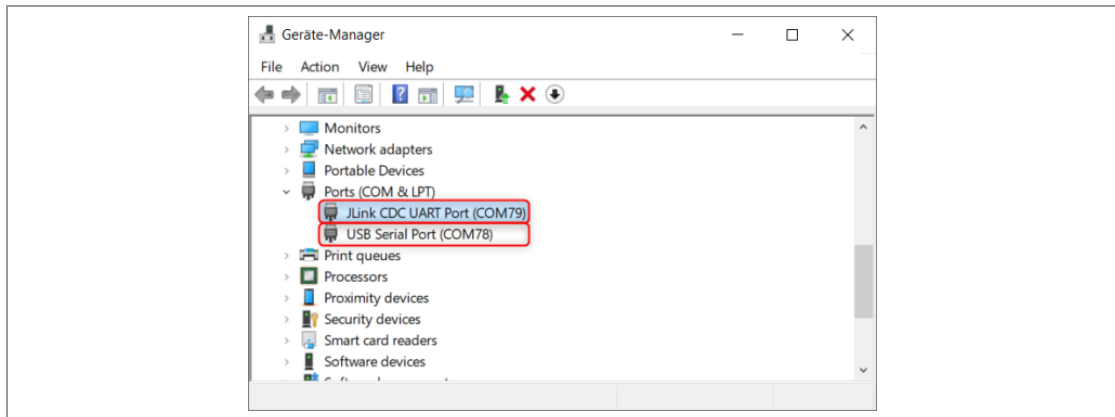 Geräte-Manager
File Action View Help
Monitors
Network adapters
Portable Devices
Ports (COM & LPT)
JLink CDC UART Port (COM79)
USB Serial Port (COM78)
Print queues
Processors
Proximity devices
Security devices
Smart card readers
Software devices